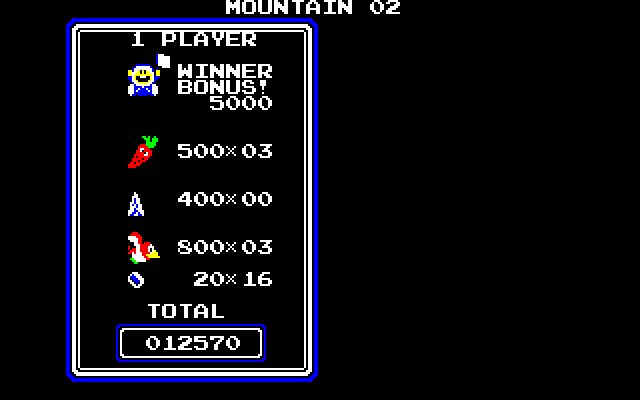 MOUNTAIN 02
1 PLAYER
WINNER
BONUS!
5000
500×03
400×00
800×03
20×16
TOTAL
012570